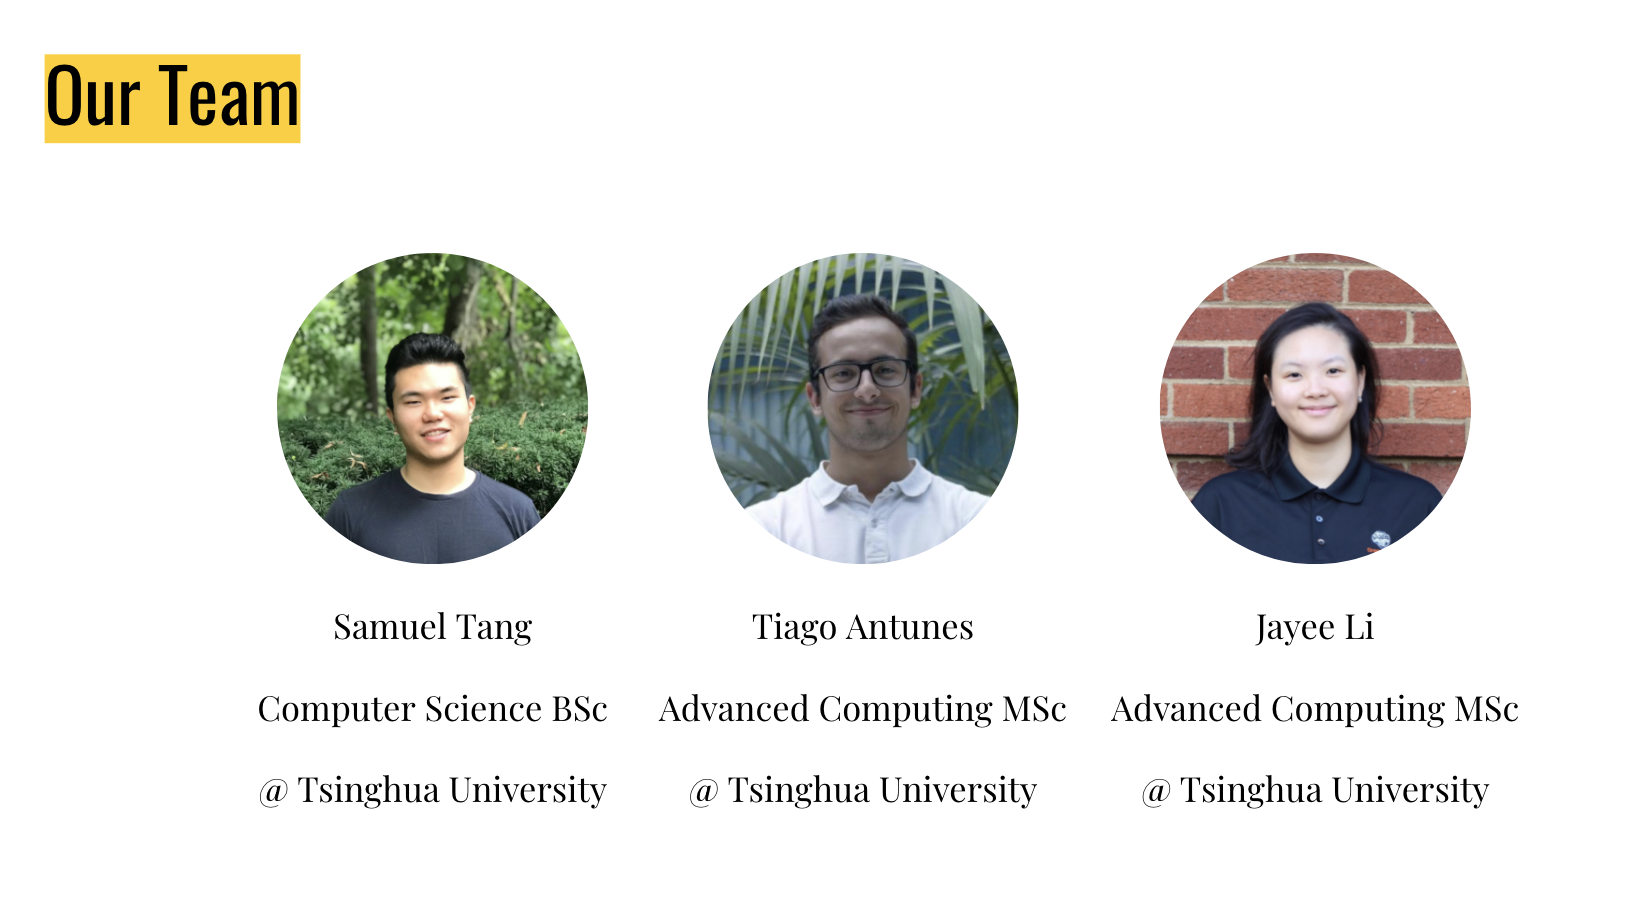 Our Team
Samuel Tang
Computer Science BSc
@ Tsinghua University
Tiago Antunes
Advanced Computing MSc
@ Tsinghua University
Jayee Li
Advanced Computing MSc
@ Tsinghua University